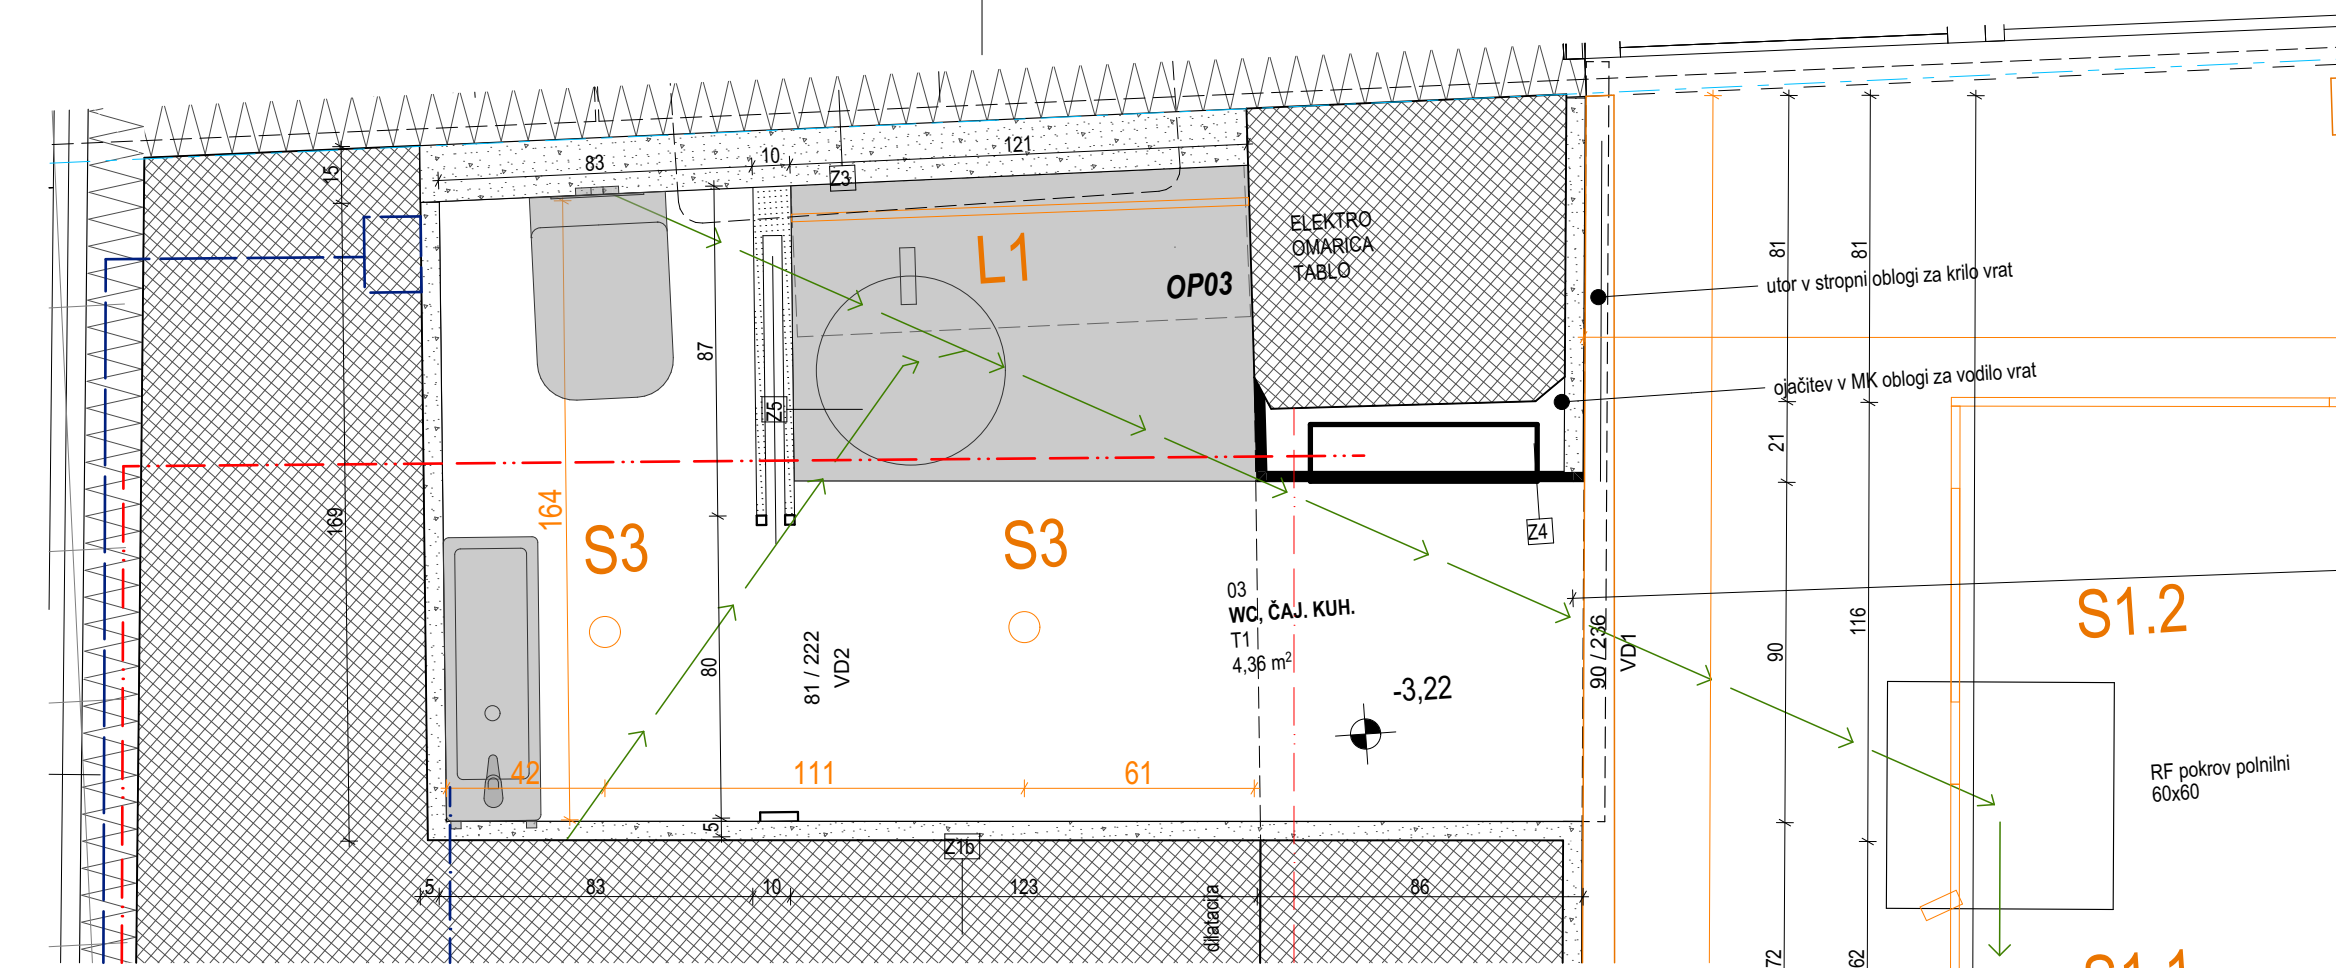 15
83
10
121
Z3
L1
OP03
ELEKTRO
OMARICA
TABLO
81
81
utor v stropni oblogi za krilo vrat
ojačitev v MK oblogi za vodilo vrat
87
Z5
21
169
164
S3
S3
Z4
03
WC, ČAJ. KUH.
T1
4,36 m²
-3,22
81 / 222
VD2
80
90 / 236
VD1
90
116
S1.2
RF pokrov polnilni
60x60
42
111
61
5
Z1b
5
83
10
123
86
dilatacija
72
62
S1.1